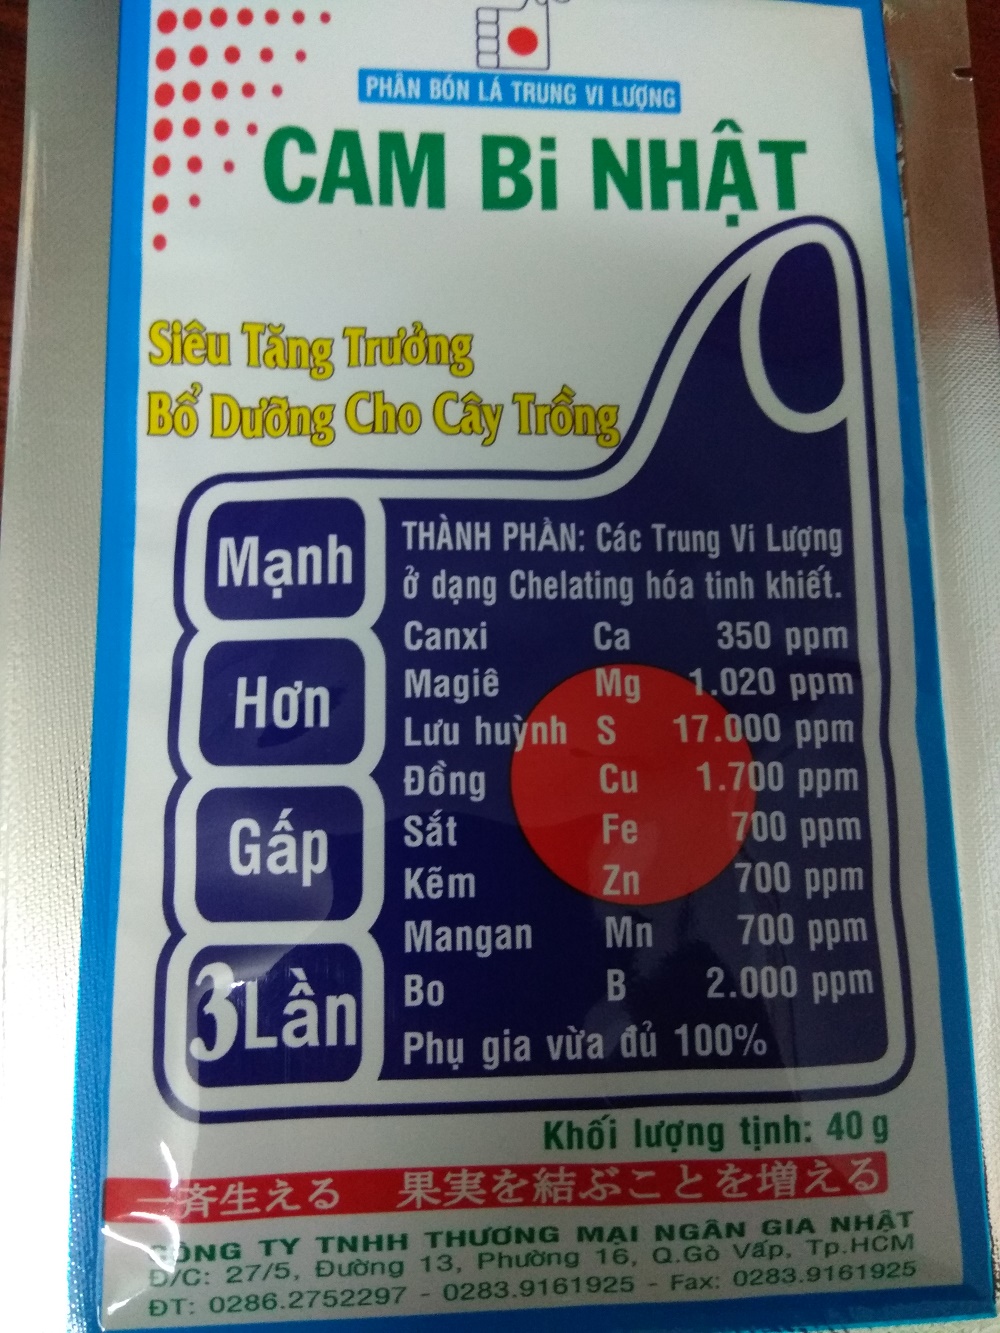 PHÂN BÓN LÁ TRUNG VI LƯỢNG
CAM Bi NHẬT
Siêu Tăng Trưởng
Bổ Dưỡng Cho Cây Trồng
Mạnh
Hơn
Gấp
3 Lần
THÀNH PHẦN: Các Trung Vi Lượng
ở dạng Chelating hóa tinh khiết.
Canxi Ca 350 ppm
Magiê Mg 1.020 ppm
Lưu huỳnh S 17.000 ppm
Đồng Cu 1.700 ppm
Sắt Fe 700 ppm
Kẽm Zn 700 ppm
Mangan Mn 700 ppm
Bo B 2.000 ppm
Phụ gia vừa đủ 100%
Khối lượng tịnh: 40 g
一斉生える 果実を結ぶことを増える
CÔNG TY TNHH THƯƠNG MẠI NGÂN GIA NHẬT
Đ/C: 27/5, Đường 13, Phường 16, Q.Gò Vấp, Tp.HCM
ĐT: 0286.2752297 - 0283.9161925 - Fax: 0283.9161925